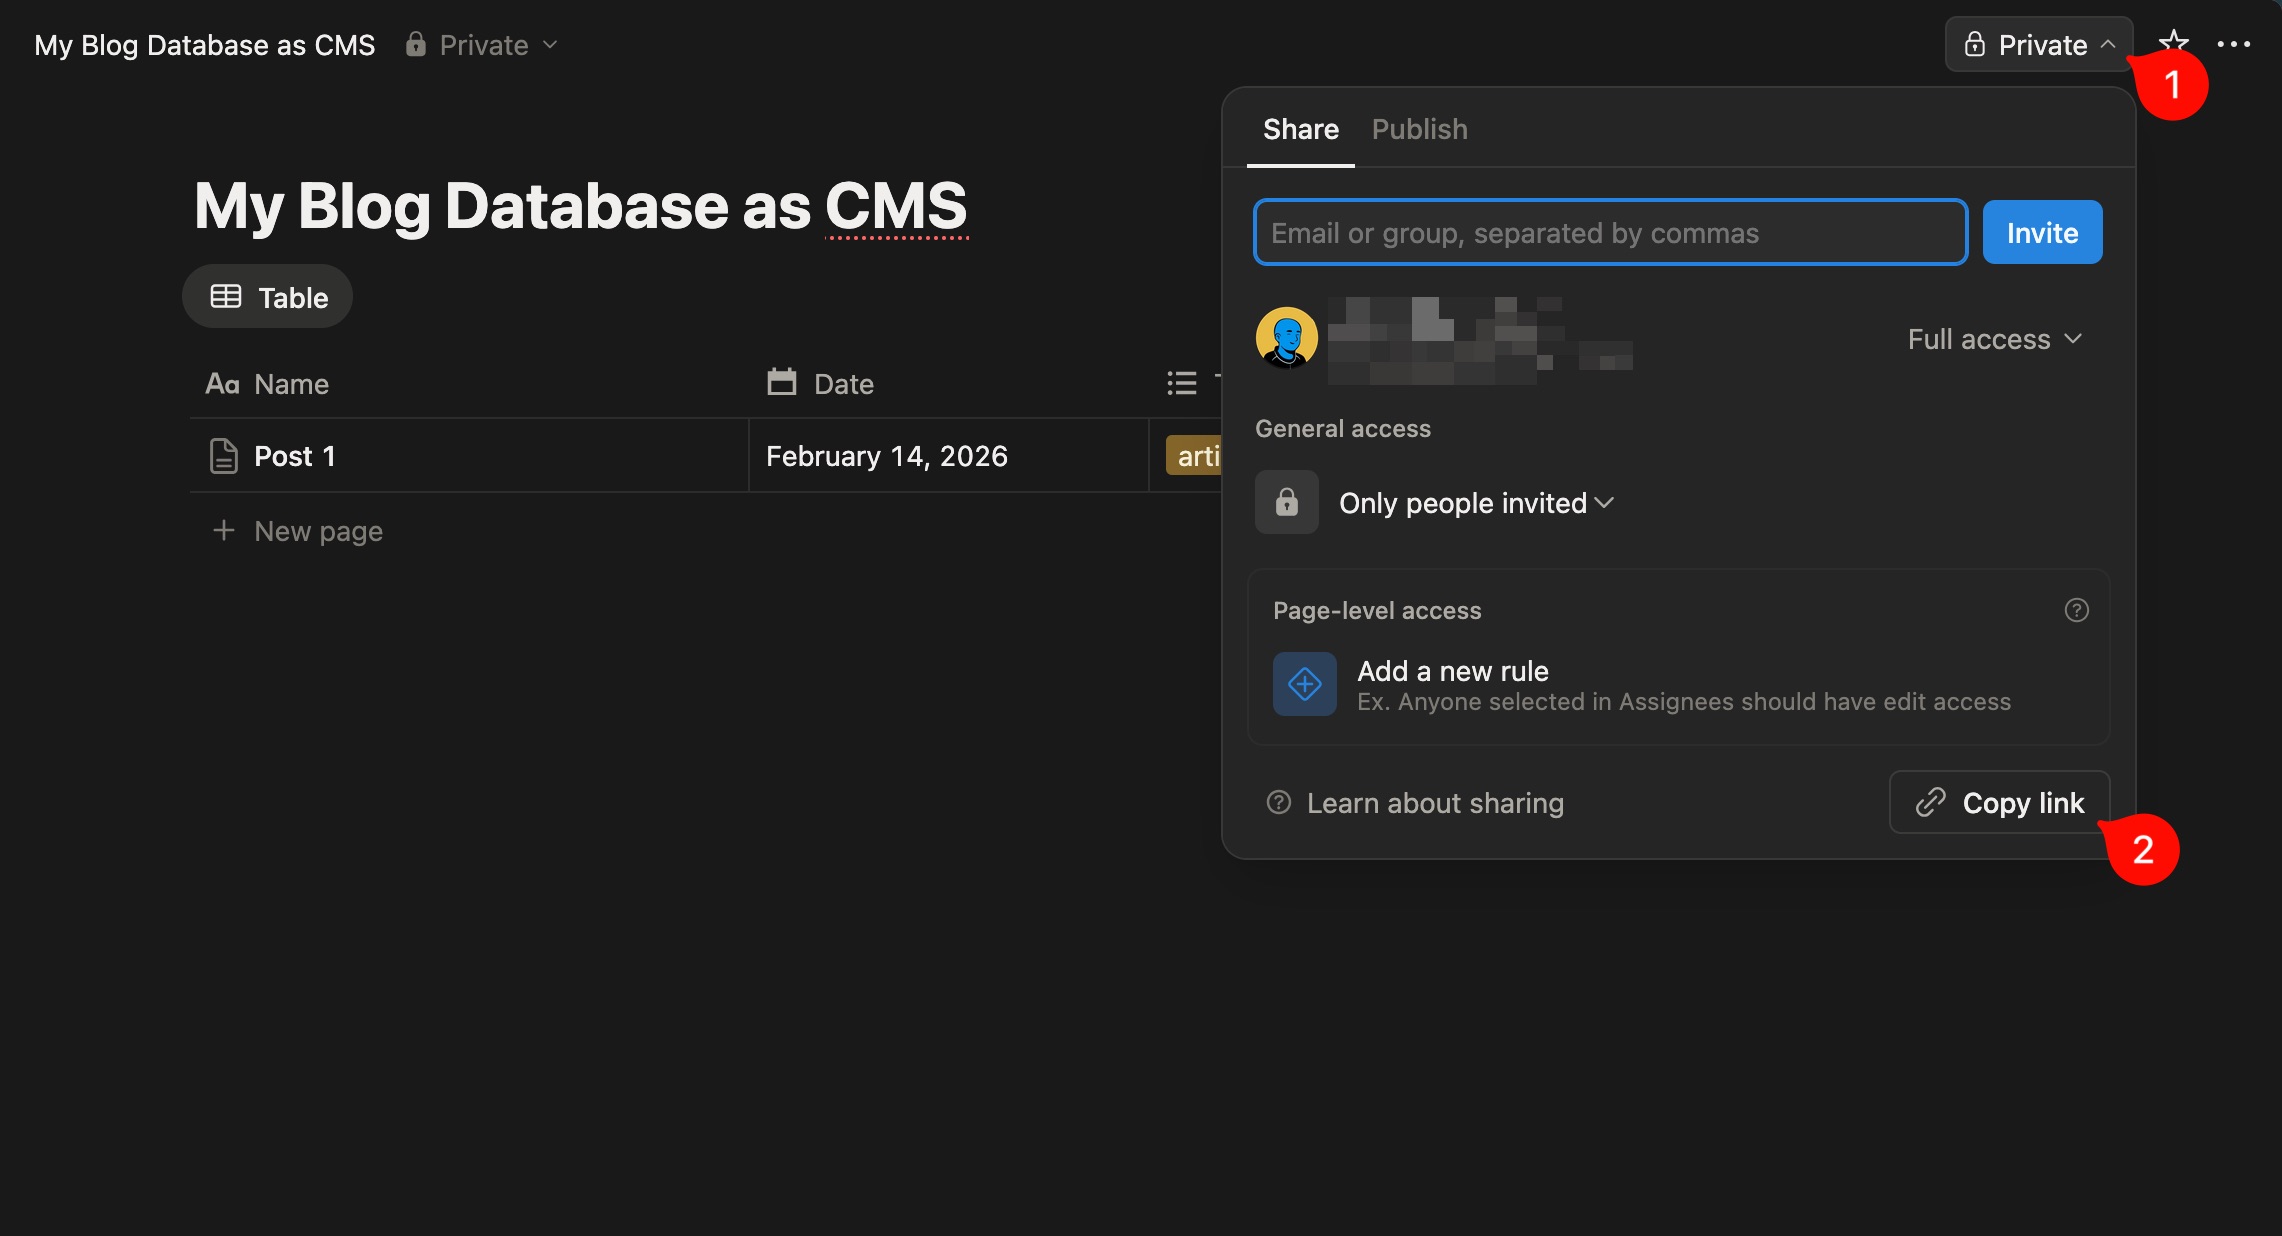 My Blog Database as CMS Private
Private
1
Share Publish
My Blog Database as CMS
Email or group, separated by commas Invite
Table
Full access
Aa Name Date
General access
Post 1 February 14, 2026 arti
Only people invited
New page
Page-level access
Add a new rule
Ex. Anyone selected in Assignees should have edit access
Learn about sharing Copy link
2